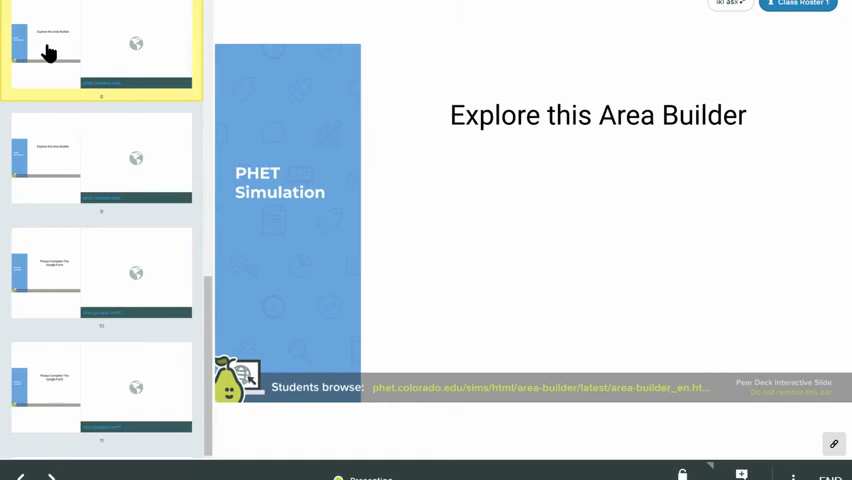 Class Roster 1
Explore this Area Builder
8
Explore this Area Builder
9
Please Complete This
Google Form
10
Please Complete This
Google Form
11
Explore this Area Builder
PHET
Simulation
Students browse: phet.colorado.edu/sims/html/area-builder/latest/area-builder_en.ht...
Pear Deck Interactive Slide
Do not remove this bar
END